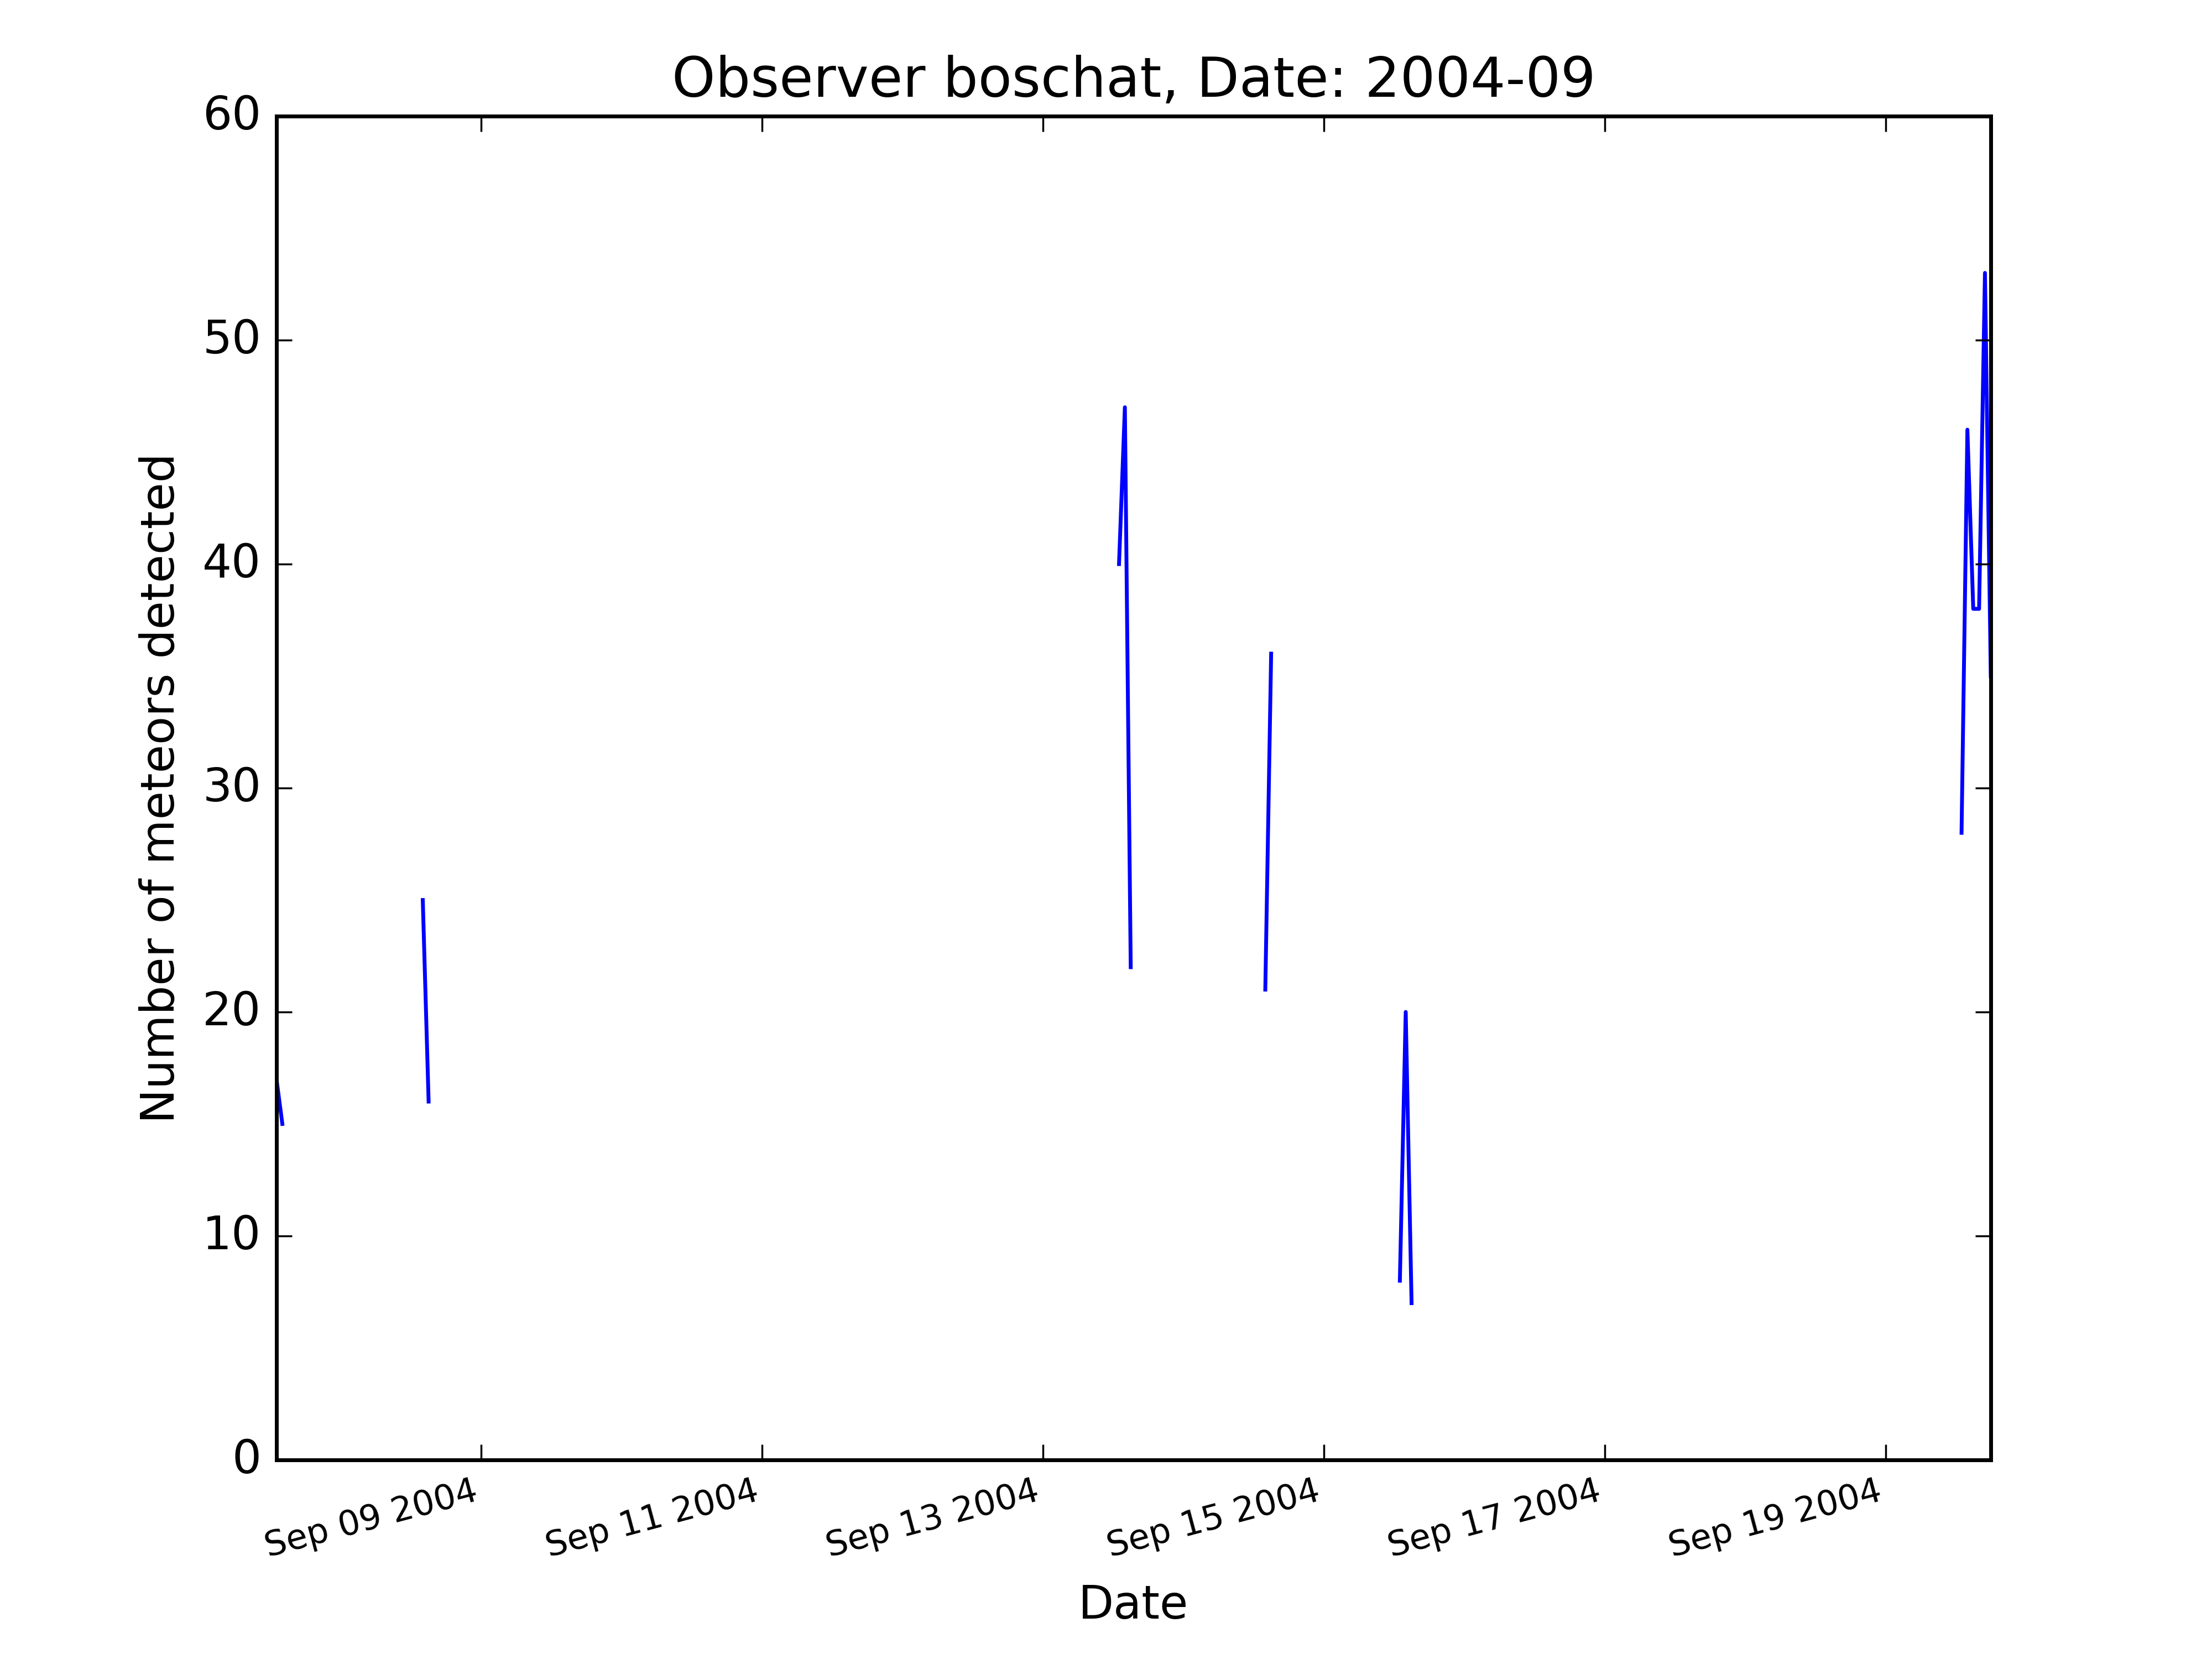 Observer boschat, Date: 2004-09
60
50
40
30
20
10
0
Number of meteors detected
Sep 09 2004
Sep 11 2004
Sep 13 2004
Sep 15 2004
Sep 17 2004
Sep 19 2004
Date